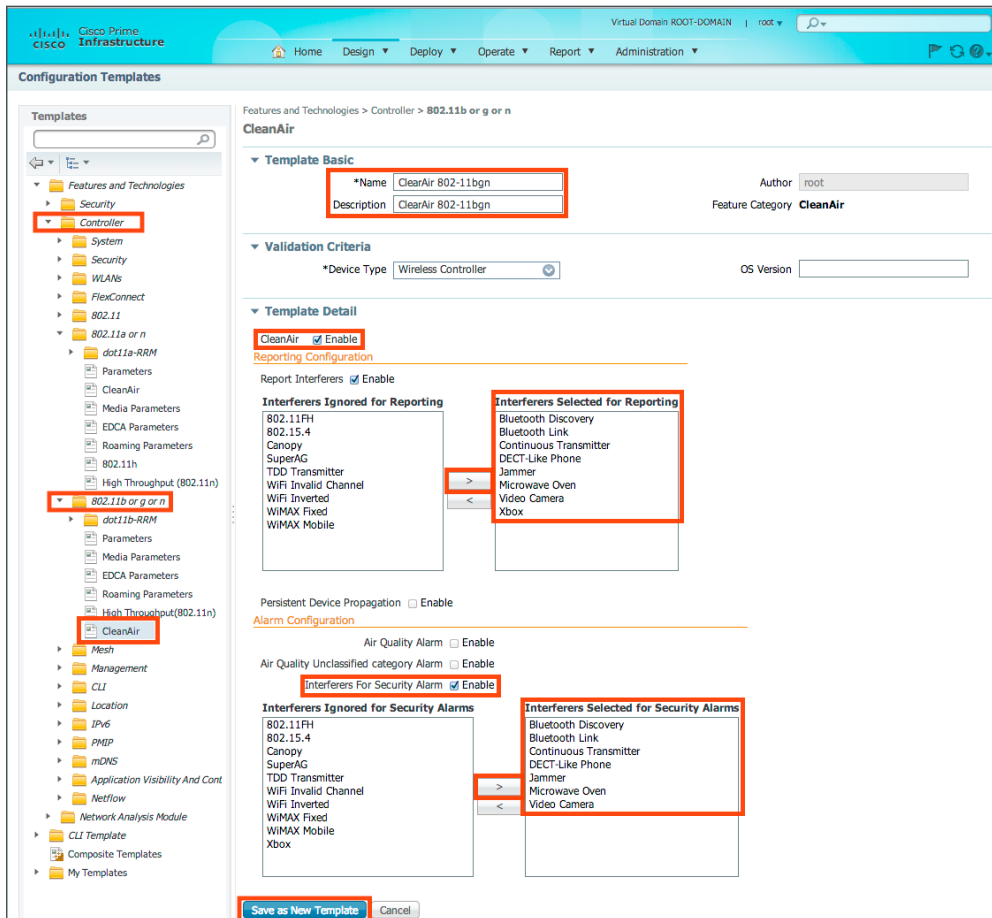 Virtual Domain ROOT-DOMAIN | root
Cisco Prime
CISCO Infrastructure
Home Design Deploy Operate Report Administration
Configuration Templates
Templates
Features and Technologies
Security
Controller
System
Security
WLANs
FlexConnect
802.11
802.11a or n
dot11a-RRM
Parameters
CleanAir
Media Parameters
EDCA Parameters
Roaming Parameters
802.11h
High Throughput (802.11n)
802.11b or g or n
dot11b-RRM
Parameters
Media Parameters
EDCA Parameters
Roaming Parameters
High Throughput(802.11n)
CleanAir
Mesh
Management
CLI
Location
IPv6
PMIP
mDNS
Application Visibility And Cont
Netflow
Network Analysis Module
CLI Template
Composite Templates
My Templates
Features and Technologies > Controller > 802.11b or g or n
CleanAir
Template Basic
*Name ClearAir 802-11bgn
Author root
Description ClearAir 802-11bgn
Feature Category CleanAir
Validation Criteria
*Device Type Wireless Controller
OS Version
Template Detail
CleanAir Enable
Reporting Configuration
Report Interferers Enable
Interferers Ignored for Reporting
802.11FH
802.15.4
Canopy
SuperAG
TDD Transmitter
WiFi Invalid Channel
WiFi Inverted
WiMAX Fixed
WiMAX Mobile
>
<
Interferers Selected for Reporting
Bluetooth Discovery
Bluetooth Link
Continuous Transmitter
DECT-Like Phone
Jammer
Microwave Oven
Video Camera
Xbox
Persistent Device Propagation Enable
Alarm Configuration
Air Quality Alarm Enable
Air Quality Unclassified category Alarm Enable
Interferers For Security Alarm Enable
Interferers Ignored for Security Alarms
802.11FH
802.15.4
Canopy
SuperAG
TDD Transmitter
WiFi Invalid Channel
WiFi Inverted
WiMAX Fixed
WiMAX Mobile
Xbox
>
<
Interferers Selected for Security Alarms
Bluetooth Discovery
Bluetooth Link
Continuous Transmitter
DECT-Like Phone
Jammer
Microwave Oven
Video Camera
Save as New Template Cancel